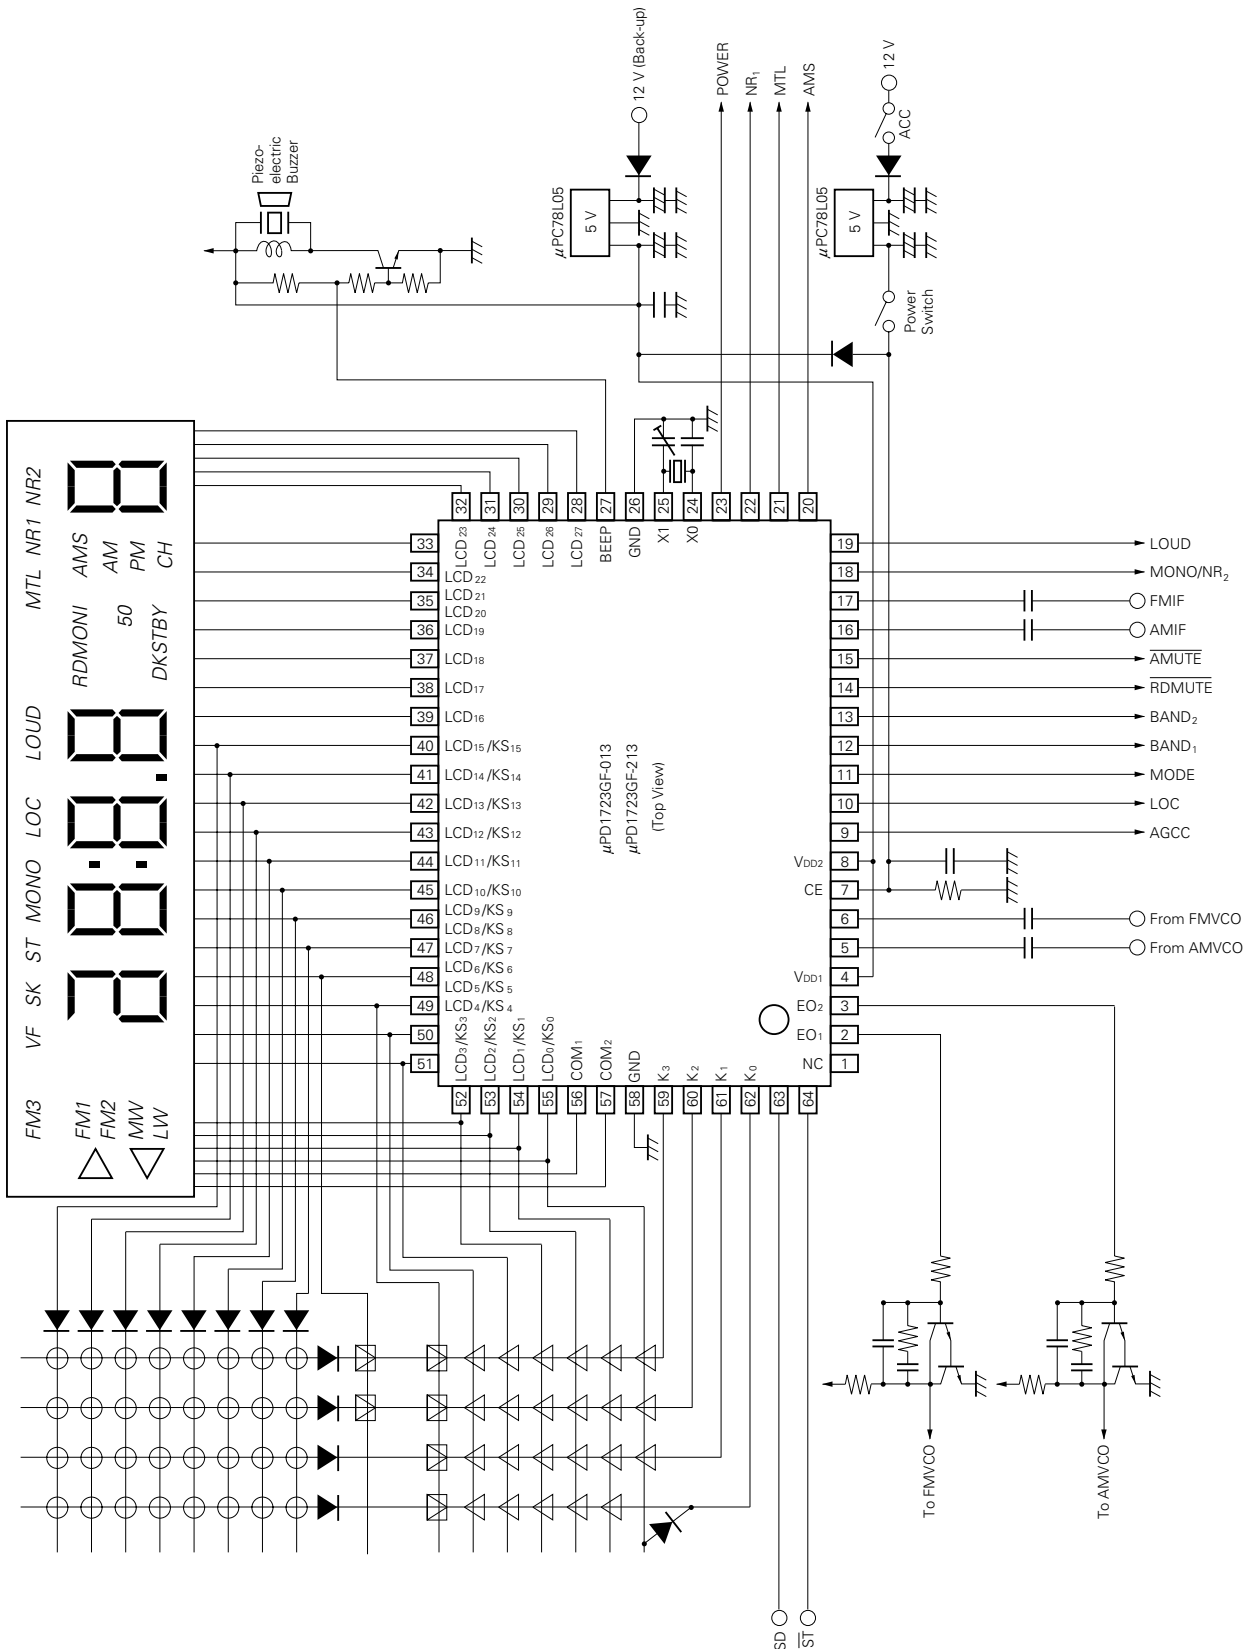 12 V (Back-up)
POWER
NR1
MTL
AMS
12 V
ACC
Piezo-
electric
Buzzer
μPC78L05
5 V
μPC78L05
5 V
Power
Switch
MTL NR1 NR2
RDMONI AMS
AM
50 PM
DKSTBY CH
VF SK ST MONO LOC LOUD
FM3
FM1
FM2
MW
LW
32 31 30 29 28 27 26 25 24 23 22 21 20
LCD23
LCD24
LCD25
LCD26
LCD27
BEEP
GND
X1
X0
33
34 LCD22
35 LCD21
LCD20
36 LCD19
37 LCD18
38 LCD17
39 LCD16
40 LCD15/KS15
41 LCD14/KS14
42 LCD13/KS13
43 LCD12/KS12
44 LCD11/KS11
45 LCD10/KS10
46 LCD9/KS9
LCD8/KS8
47 LCD7/KS7
LCD6/KS6
48 LCD5/KS5
49 LCD4/KS4
50
51
μPD1723GF-013
μPD1723GF-213
(Top View)
19 LOUD
18 MONO/NR2
17 FMIF
16 AMIF
15 A̅M̅U̅T̅E̅
14 R̅D̅M̅U̅T̅E̅
13 BAND2
12 BAND1
11 MODE
10 LOC
9 AGCC
VDD2 8
CE 7
6 From FMVCO
5 From AMVCO
VDD1 4
EO2 3
EO1 2
NC 1
LCD3/KS3
LCD2/KS2
LCD1/KS1
LCD0/KS0
COM1
COM2
GND
K3
K2
K1
K0
52 53 54 55 56 57 58 59 60 61 62 63 64
To FMVCO
To AMVCO
SD
S̅T̅